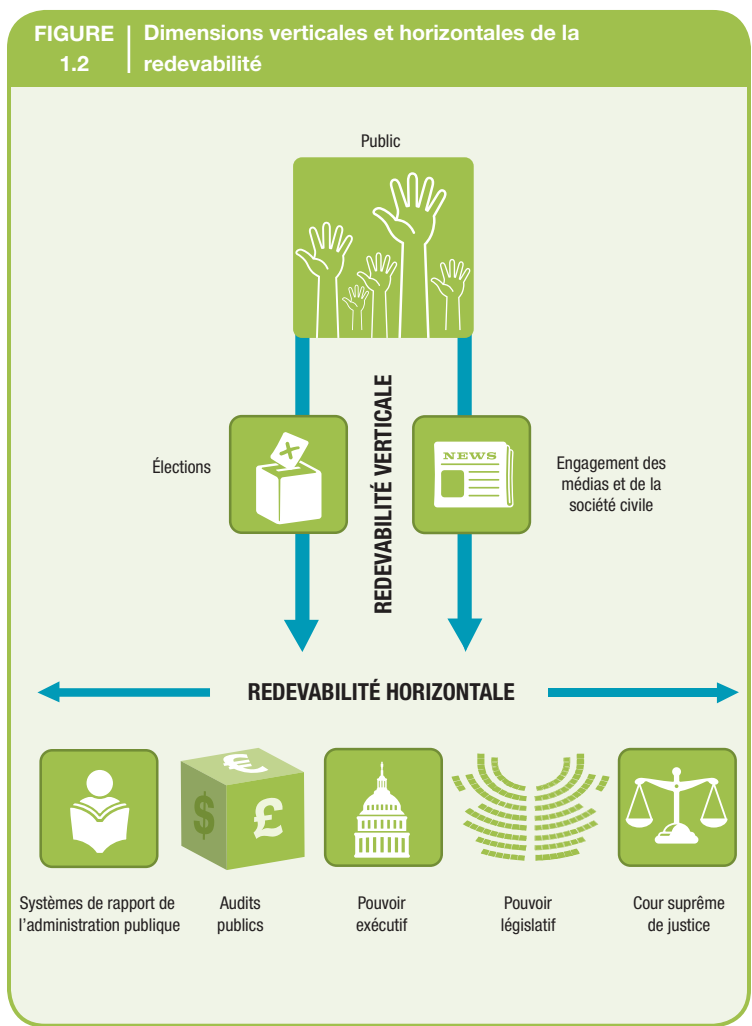 FIGURE
1.2
Dimensions verticales et horizontales de la
redevabilité
Public
REDEVABILITÉ VERTICALE
Élections
NEWS
Engagement des
médias et de la
société civile
REDEVABILITÉ HORIZONTALE
€
$
£
Systèmes de rapport de
l'administration publique
Audits
publics
Pouvoir
exécutif
Pouvoir
législatif
Cour suprême
de justice